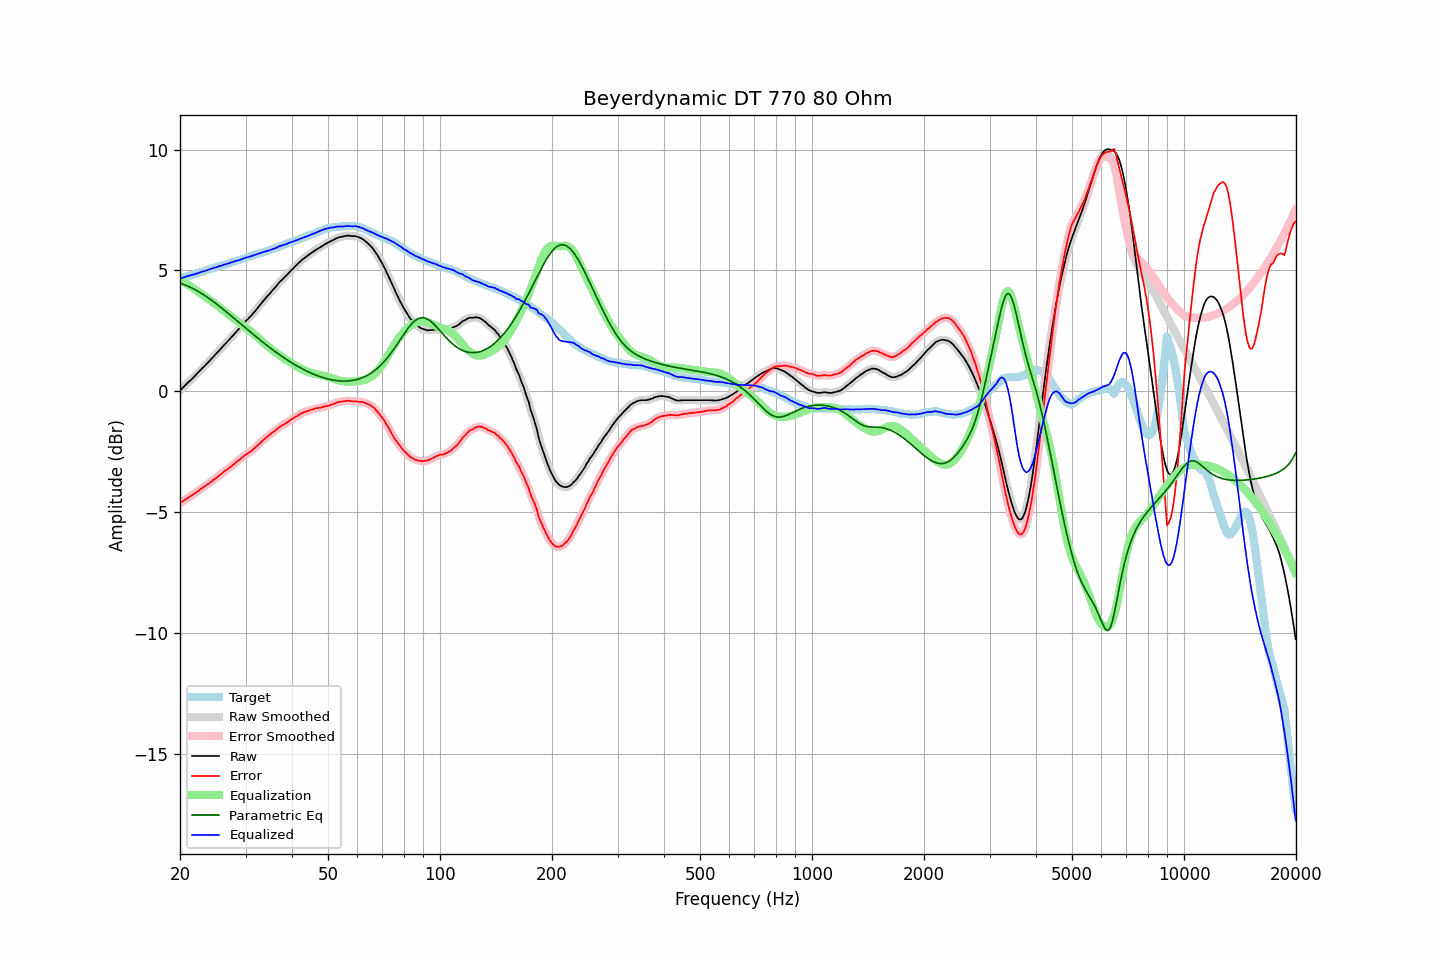 Beyerdynamic DT 770 80 Ohm
Amplitude (dBr)
10
5
0
−5
−10
−15
Target
Raw Smoothed
Error Smoothed
Raw
Error
Equalization
Parametric Eq
Equalized
20
50
100
200
500
1000
2000
5000
10000
20000
Frequency (Hz)